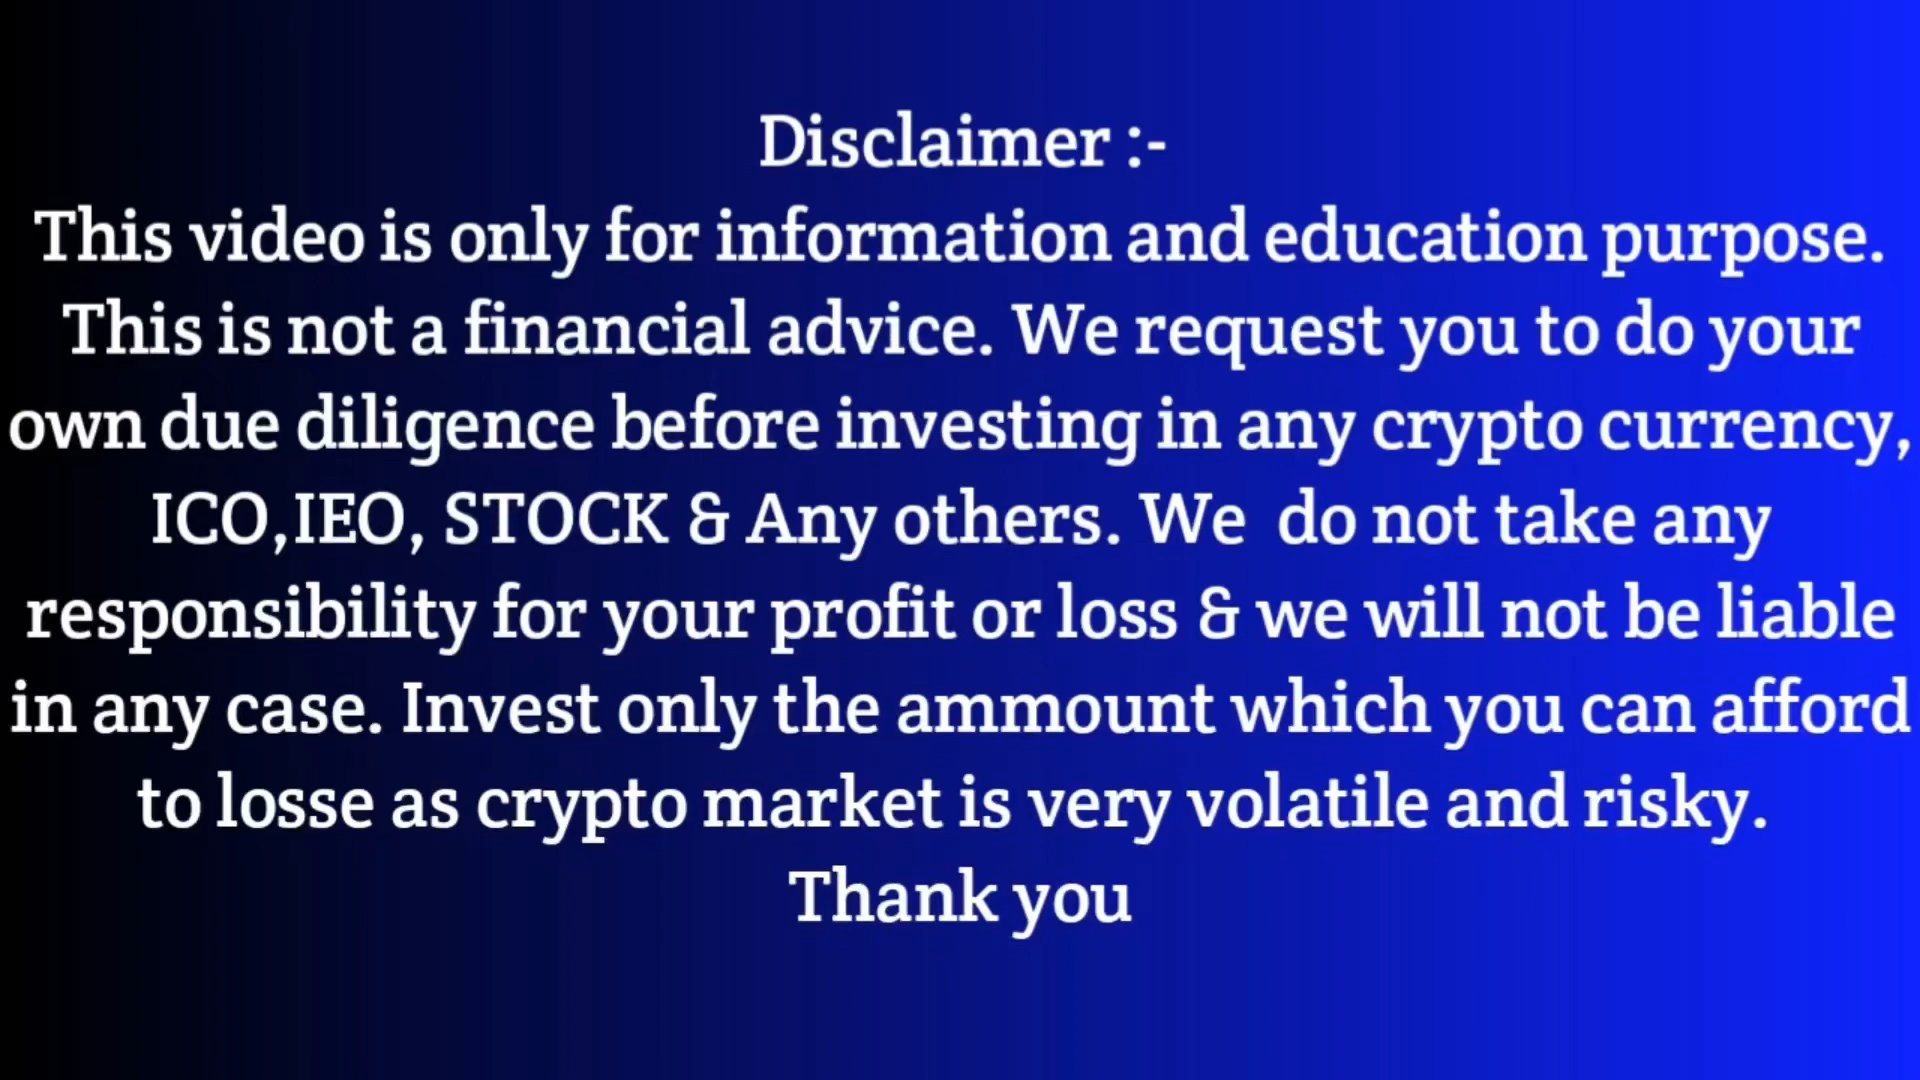 Disclaimer :-
This video is only for information and education purpose.
This is not a financial advice. We request you to do your
own due diligence before investing in any crypto currency,
ICO,IEO, STOCK & Any others. We  do not take any
responsibility for your profit or loss & we will not be liable
in any case. Invest only the ammount which you can afford
to losse as crypto market is very volatile and risky.
Thank you